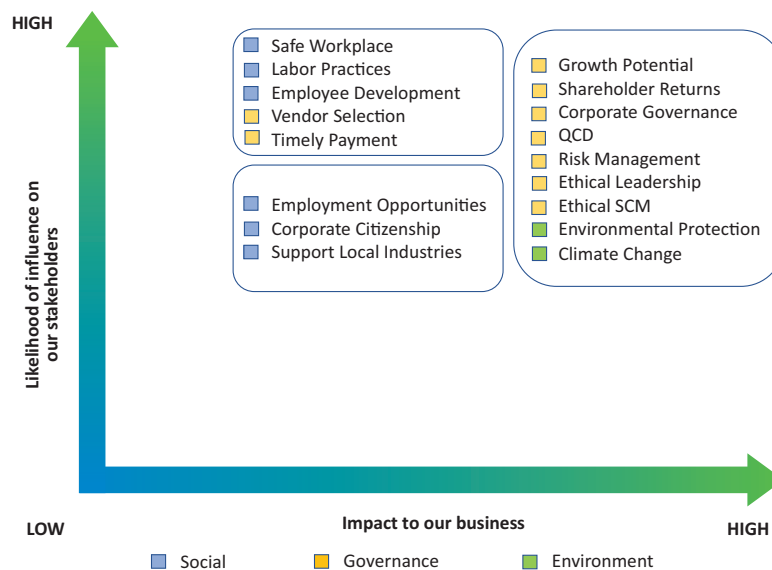 HIGH
Safe Workplace
Labor Practices
Employee Development
Vendor Selection
Timely Payment
Employment Opportunities
Corporate Citizenship
Support Local Industries
Growth Potential
Shareholder Returns
Corporate Governance
QCD
Risk Management
Ethical Leadership
Ethical SCM
Environmental Protection
Climate Change
Likelihood of influence on
our stakeholders
LOW
Impact to our business
HIGH
Social
Governance
Environment